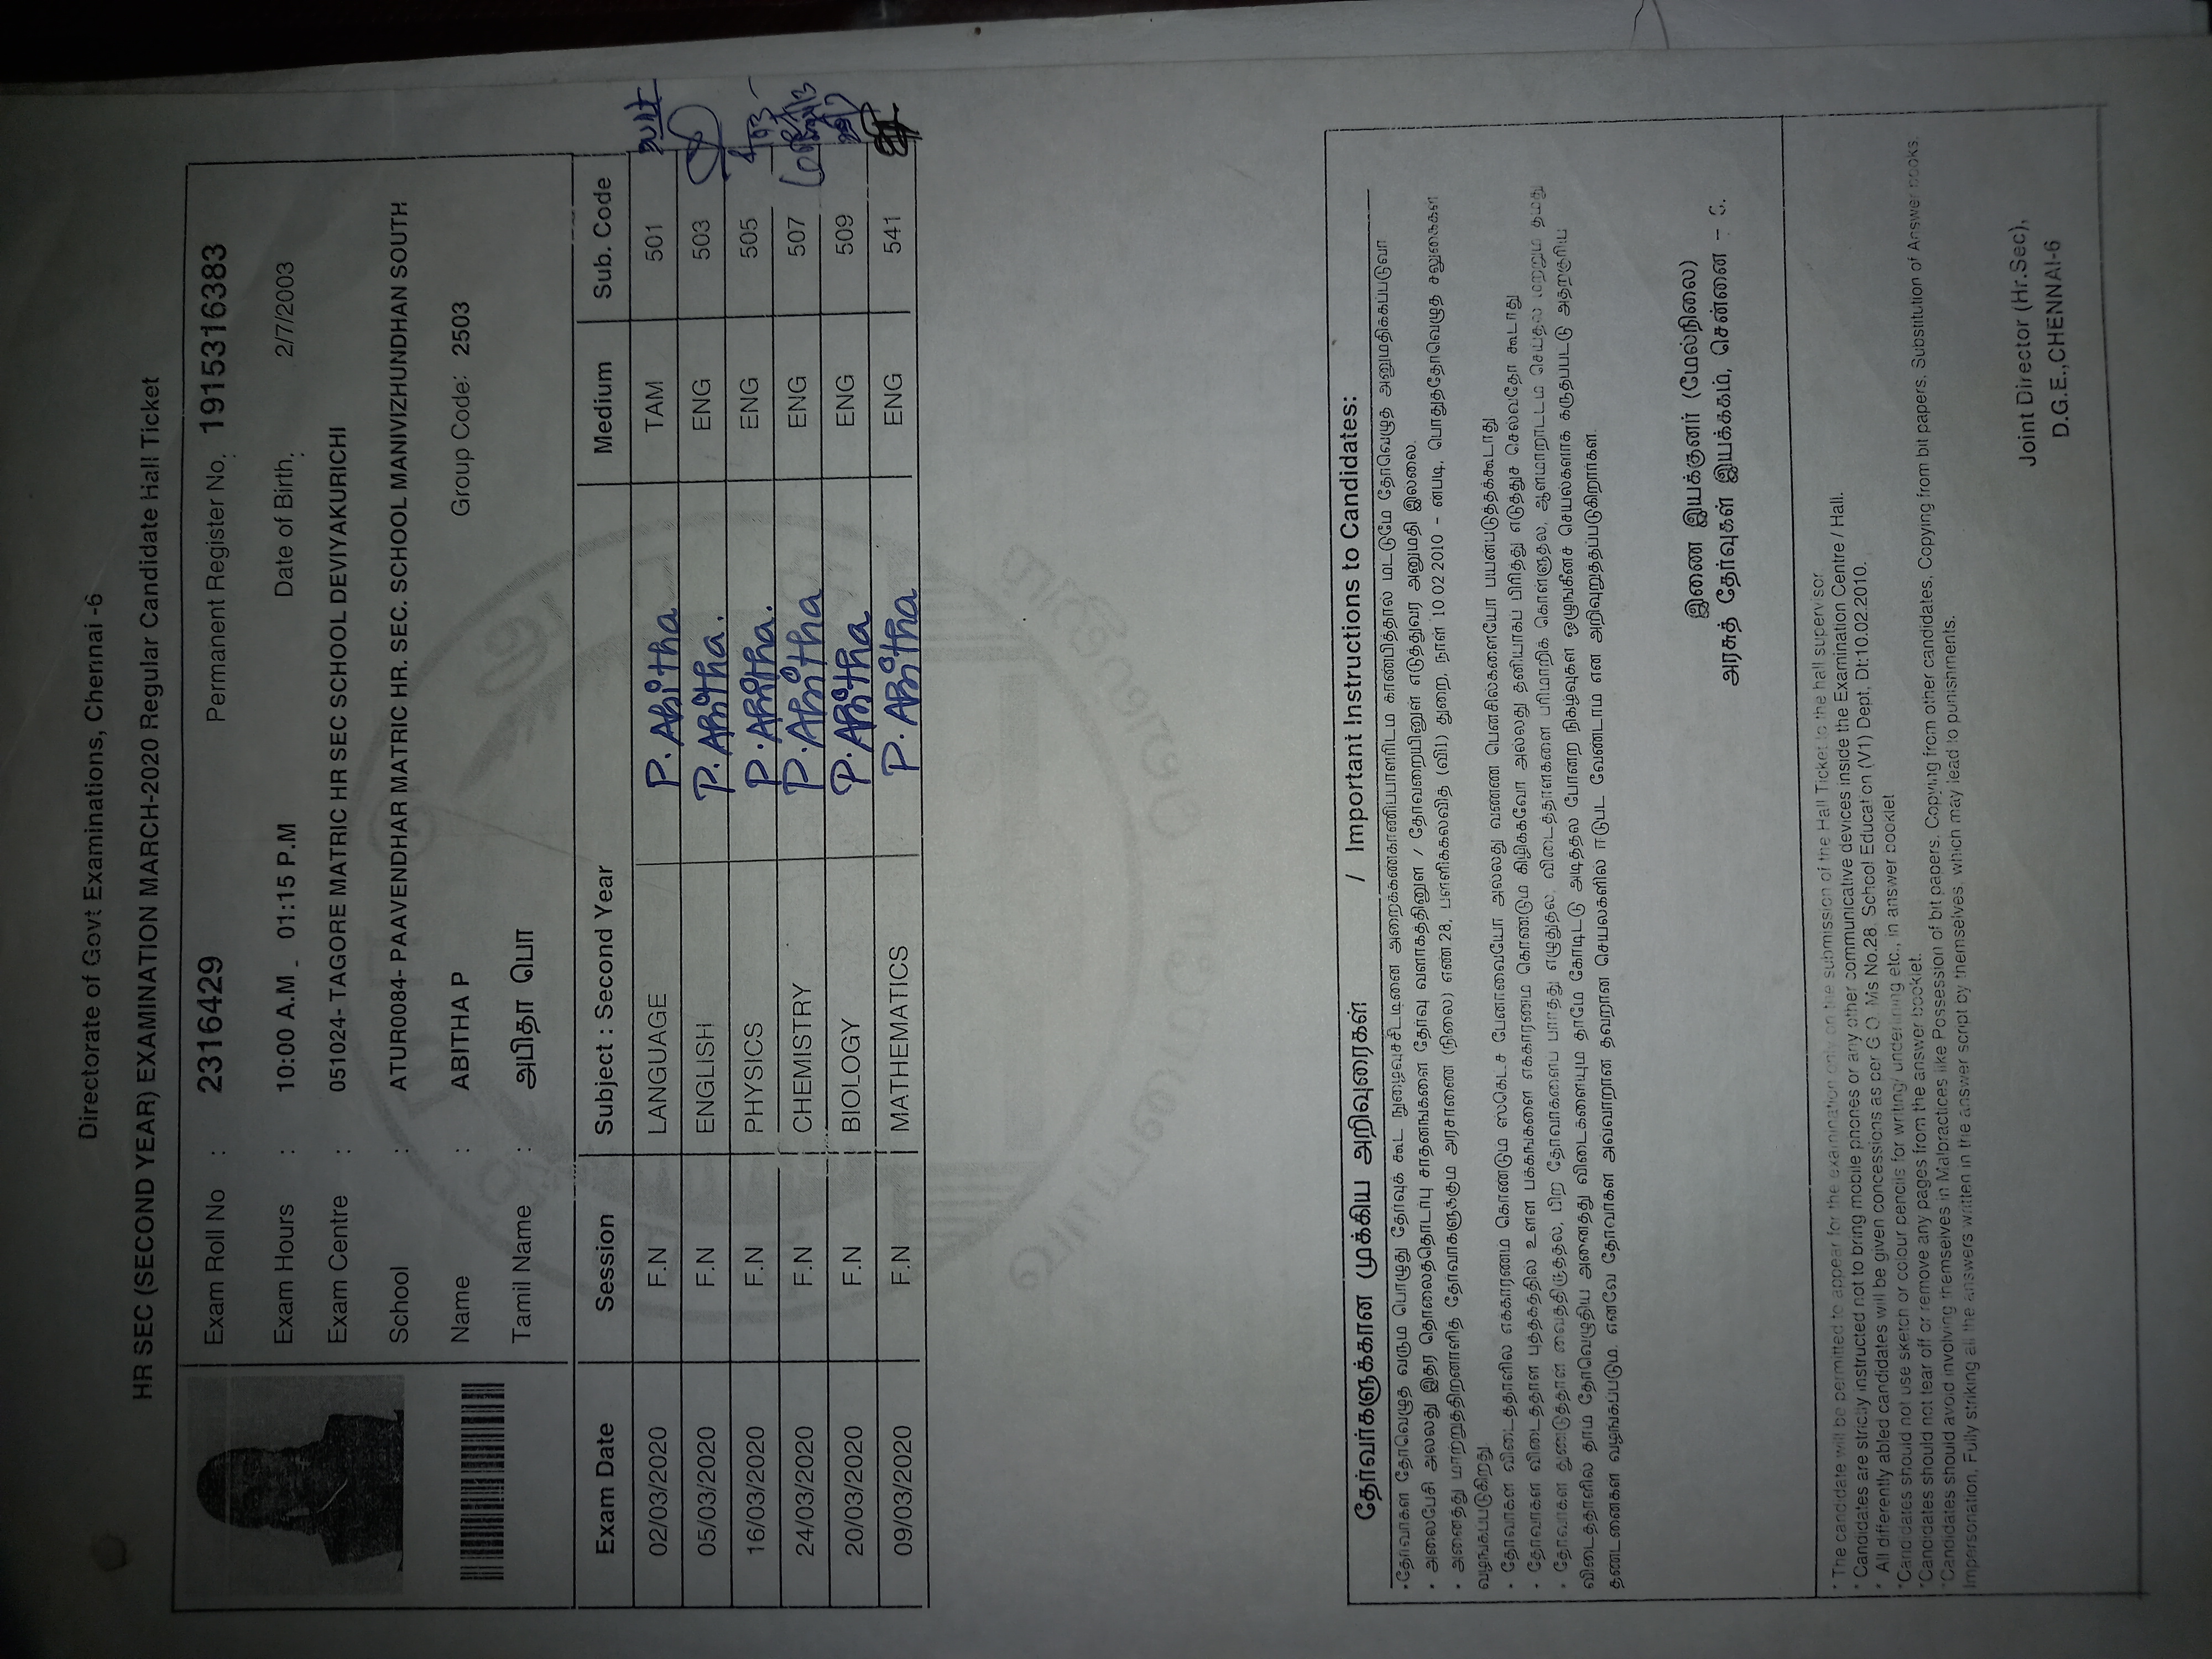 Directorate of Govt Examinations, Chennai -6
HR SEC (SECOND YEAR) EXAMINATION MARCH-2020 Regular Candidate Hall Ticket
Exam Roll No : 2316429 Permanent Register No. 1915316383
Exam Hours : 10:00 A.M - 01:15 P.M Date of Birth. 2/7/2003
Exam Centre : 051024- TAGORE MATRIC HR SEC SCHOOL DEVIYAKURICHI
School : ATUR0084- PAAVENDHAR MATRIC HR. SEC. SCHOOL MANIVIZHUNDHAN SOUTH
Name : ABITHA P Group Code: 2503
Tamil Name : அபிதா பொ
Exam Date Session Subject : Second Year Medium Sub. Code
02/03/2020 F.N LANGUAGE P. Abitha TAM 501
05/03/2020 F.N ENGLISH P. Abitha. ENG 503
16/03/2020 F.N PHYSICS P. Abitha. ENG 505
24/03/2020 F.N CHEMISTRY P. Abitha ENG 507
20/03/2020 F.N BIOLOGY P. Abitha ENG 509
09/03/2020 F.N MATHEMATICS P. Abitha ENG 541
தேர்வர்களுக்கான முக்கிய அறிவுரைகள் / Important Instructions to Candidates:
•தேர்வர்கள் தேர்வெழுத வரும் பொழுது தேர்வுக் கூட நுழைவுச்சீட்டினை அறைக்கண்காணிப்பாளரிடம் காண்பித்தால் மட்டுமே தேர்வெழுத அனுமதிக்கப்படுவர்
• அலைபேசி அல்லது இதர தொலைத்தொடர்பு சாதனங்களை தேர்வு வளாகத்தினுள் / தேர்வறையினுள் எடுத்துவர அனுமதி இல்லை.
• அனைத்து மாற்றுத்திறனாளித் தேர்வர்களுக்கும் அரசாணை (நிலை) எண்.28, பள்ளிக்கல்வித் (வி1) துறை, நாள் 10.02.2010 - ன்படி, பொதுத்தேர்வெழுத சலுகைகள்
வழங்கப்படுகிறது.
• தேர்வர்கள் விடைத்தாளில் எக்காரணம் கொண்டும் ஸ்கெட்ச் பேனாவையோ அல்லது வண்ண பென்சில்களையோ பயன்படுத்தக்கூடாது.
• தேர்வர்கள் விடைத்தாள் புத்தகத்தில் உள்ள பக்கங்களை எக்காரணம் கொண்டும் கிழிக்கவோ அல்லது தனியாகப் பிரித்து எடுத்துச் செல்வதோ கூடாது
• தேர்வர்கள் துண்டுத்தாள் வைத்திருத்தல், பிற தேர்வர்களைப் பார்த்து எழுதுதல், விடைத்தாள்களை பரிமாறிக் கொள்ளுதல், ஆள்மாறாட்டம் செய்தல் மற்றும் தமது
விடைத்தாளில் தாம் தேர்வெழுதிய அனைத்து விடைகளையும் தாமே கோடிட்டு அடித்தல் போன்ற நிகழ்வுகள் ஒழுங்கீனச் செயல்களாக கருதப்பட்டு அதற்குரிய
தண்டனைகள் வழங்கப்படும். எனவே தேர்வர்கள் அவ்வாறான தவறான செயல்களில் ஈடுபட வேண்டாம் என அறிவுறுத்தப்படுகிறார்கள்.
இணை இயக்குனர் (மேல்நிலை)
அரசுத் தேர்வுகள் இயக்ககம், சென்னை - 6.
* The candidate will be permitted to appear for the examination only on the submission of the Hall Ticket to the hall supervisor
* Candidates are strictly instructed not to bring mobile phones or any other communicative devices inside the Examination Centre / Hall.
* All differently abled candidates will be given concessions as per G.O. Ms No.28, School Education (V1) Dept, Dt:10.02.2010.
*Candidates should not use sketch or colour pencils for writing/ underlining etc., in answer booklet
*Candidates should not tear off or remove any pages from the answer booklet.
*Candidates should avoid involving themselves in Malpractices like Possession of bit papers, Copying from other candidates, Copying from bit papers, Substitution of Answer books,
Impersonation, Fully striking all the answers written in the answer script by themselves, which may lead to punishments.
Joint Director (Hr.Sec),
D.G.E.,CHENNAI-6